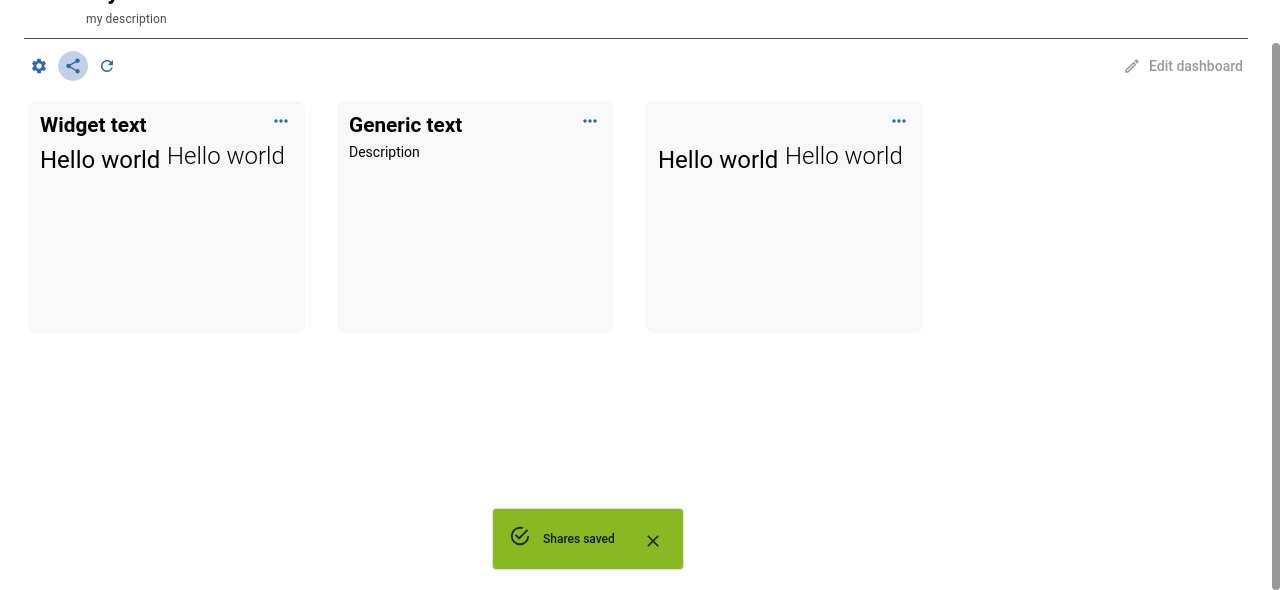 my description
Edit dashboard
Widget text
Hello world Hello world
Generic text
Description
Hello world Hello world
Shares saved